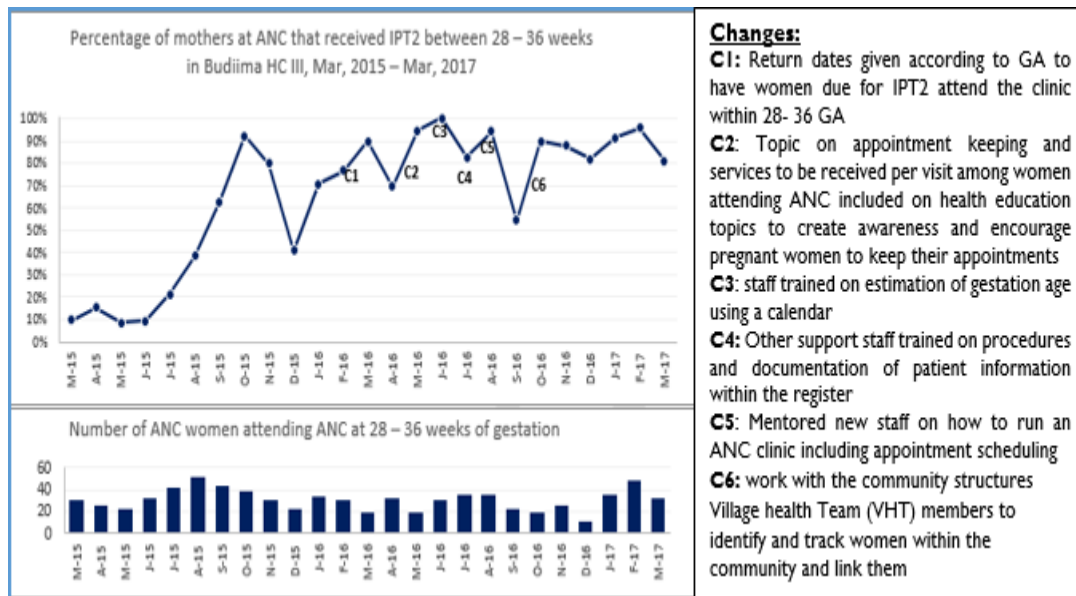 Percentage of mothers at ANC that received IPT2 between 28 – 36 weeks
in Budiima HC III, Mar, 2015 – Mar, 2017
100%
90%
80%
70%
60%
50%
40%
30%
20%
10%
0%
C1
C2
C3
C4
C5
C6
M-15
A-15
M-15
J-15
J-15
A-15
S-15
O-15
N-15
D-15
J-16
F-16
M-16
A-16
M-16
J-16
J-16
A-16
S-16
O-16
N-16
D-16
J-17
F-17
M-17
Number of ANC women attending ANC at 28 – 36 weeks of gestation
60
40
20
0
M-15
A-15
M-15
J-15
J-15
A-15
S-15
O-15
N-15
D-15
J-16
F-16
M-16
A-16
M-16
J-16
J-16
A-16
S-16
O-16
N-16
D-16
J-17
F-17
M-17
Changes:
C1: Return dates given according to GA to
have women due for IPT2 attend the clinic
within 28- 36 GA
C2: Topic on appointment keeping and
services to be received per visit among women
attending ANC included on health education
topics to create awareness and encourage
pregnant women to keep their appointments
C3: staff trained on estimation of gestation age
using a calendar
C4: Other support staff trained on procedures
and documentation of patient information
within the register
C5: Mentored new staff on how to run an
ANC clinic including appointment scheduling
C6: work with the community structures
Village health Team (VHT) members to
identify and track women within the
community and link them